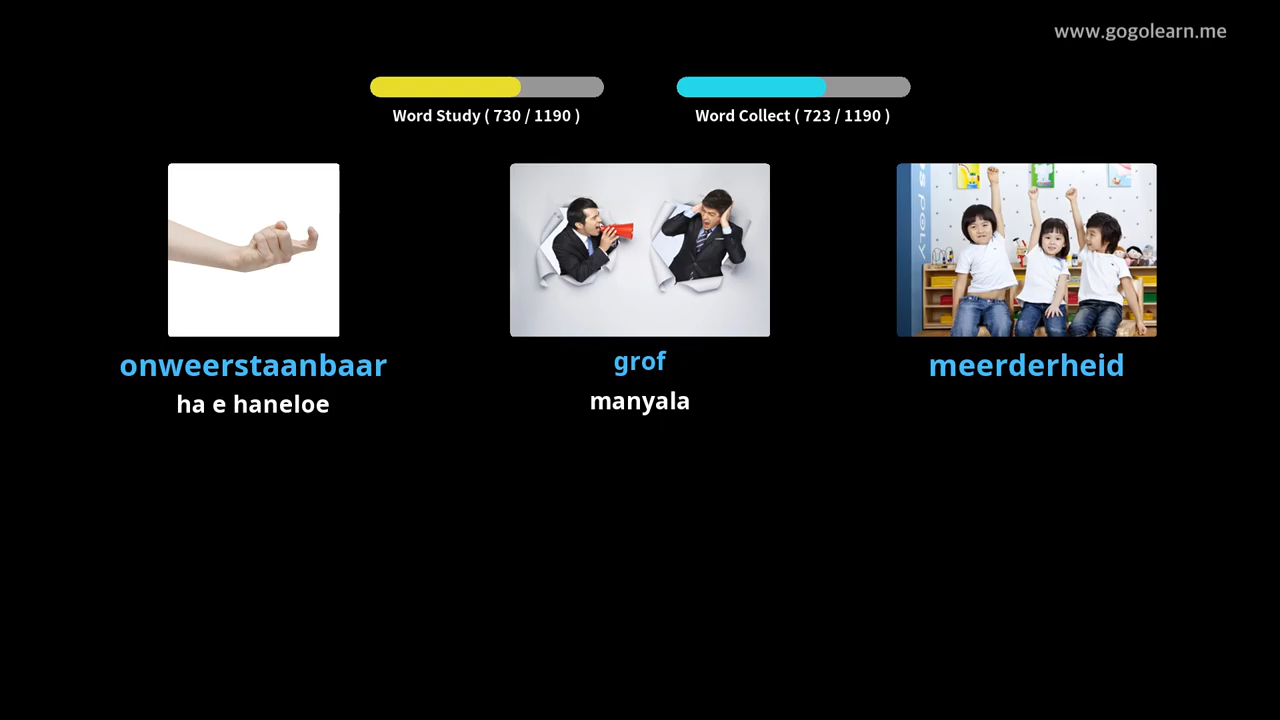 www.gogolearn.me
Word Study ( 730 / 1190 )
Word Collect ( 723 / 1190 )
onweerstaanbaar
grof
meerderheid
ha e haneloe
manyala